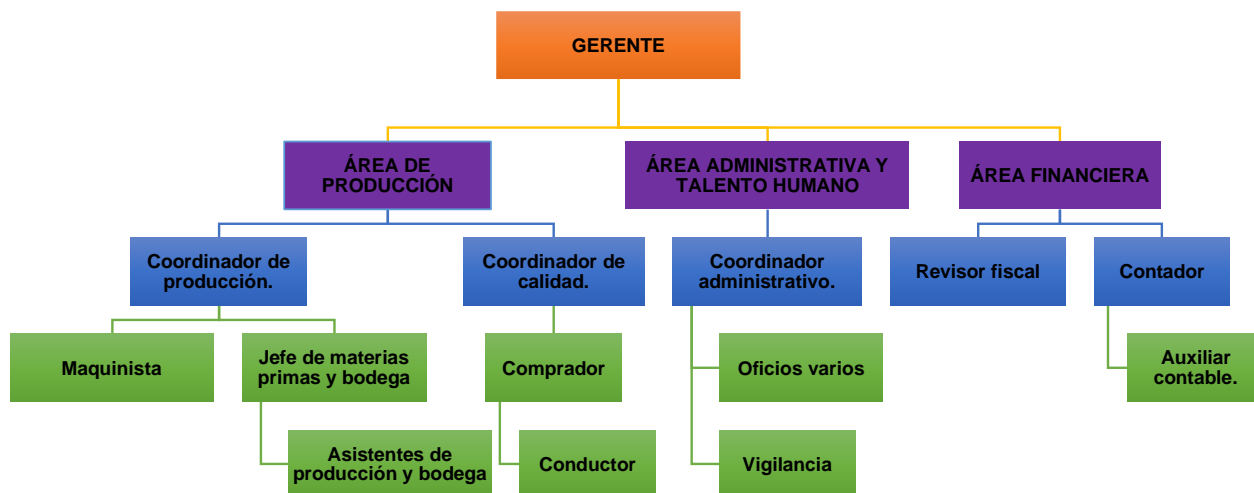 GERENTE
ÁREA DE
PRODUCCIÓN
ÁREA ADMINISTRATIVA Y
TALENTO HUMANO
ÁREA FINANCIERA
Coordinador de
producción.
Coordinador de
calidad.
Coordinador
administrativo.
Revisor fiscal
Contador
Maquinista
Jefe de materias
primas y bodega
Comprador
Oficios varios
Auxiliar
contable.
Asistentes de
producción y bodega
Conductor
Vigilancia